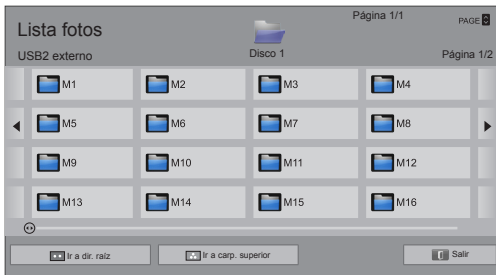 Lista fotos
Página 1/1
PAGE
USB2 externo
Disco 1
Página 1/2
M1 M2 M3 M4
M5 M6 M7 M8
M9 M10 M11 M12
M13 M14 M15 M16
Ir a dir. raíz
Ir a carp. superior
Salir